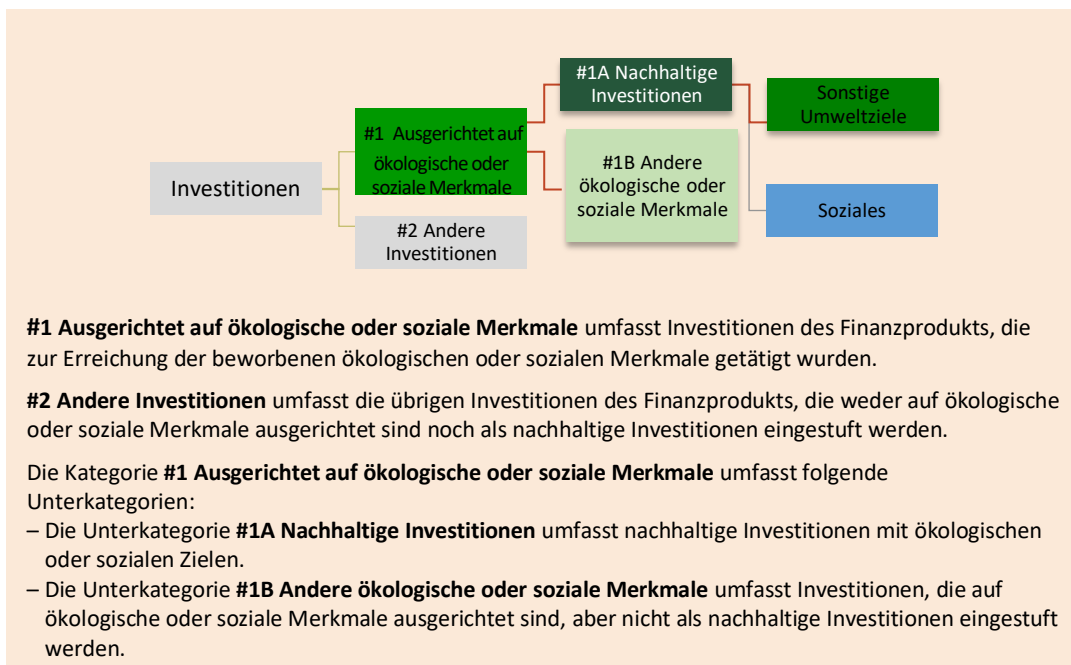 #1A Nachhaltige
Investitionen
Sonstige
Umweltziele
#1 Ausgerichtet auf
ökologische oder
soziale Merkmale
#1B Andere
ökologische oder
soziale Merkmale
Investitionen
Soziales
#2 Andere
Investitionen
#1 Ausgerichtet auf ökologische oder soziale Merkmale umfasst Investitionen des Finanzprodukts, die
zur Erreichung der beworbenen ökologischen oder sozialen Merkmale getätigt wurden.
#2 Andere Investitionen umfasst die übrigen Investitionen des Finanzprodukts, die weder auf ökologische
oder soziale Merkmale ausgerichtet sind noch als nachhaltige Investitionen eingestuft werden.
Die Kategorie #1 Ausgerichtet auf ökologische oder soziale Merkmale umfasst folgende
Unterkategorien:
– Die Unterkategorie #1A Nachhaltige Investitionen umfasst nachhaltige Investitionen mit ökologischen
oder sozialen Zielen.
– Die Unterkategorie #1B Andere ökologische oder soziale Merkmale umfasst Investitionen, die auf
ökologische oder soziale Merkmale ausgerichtet sind, aber nicht als nachhaltige Investitionen eingestuft
werden.